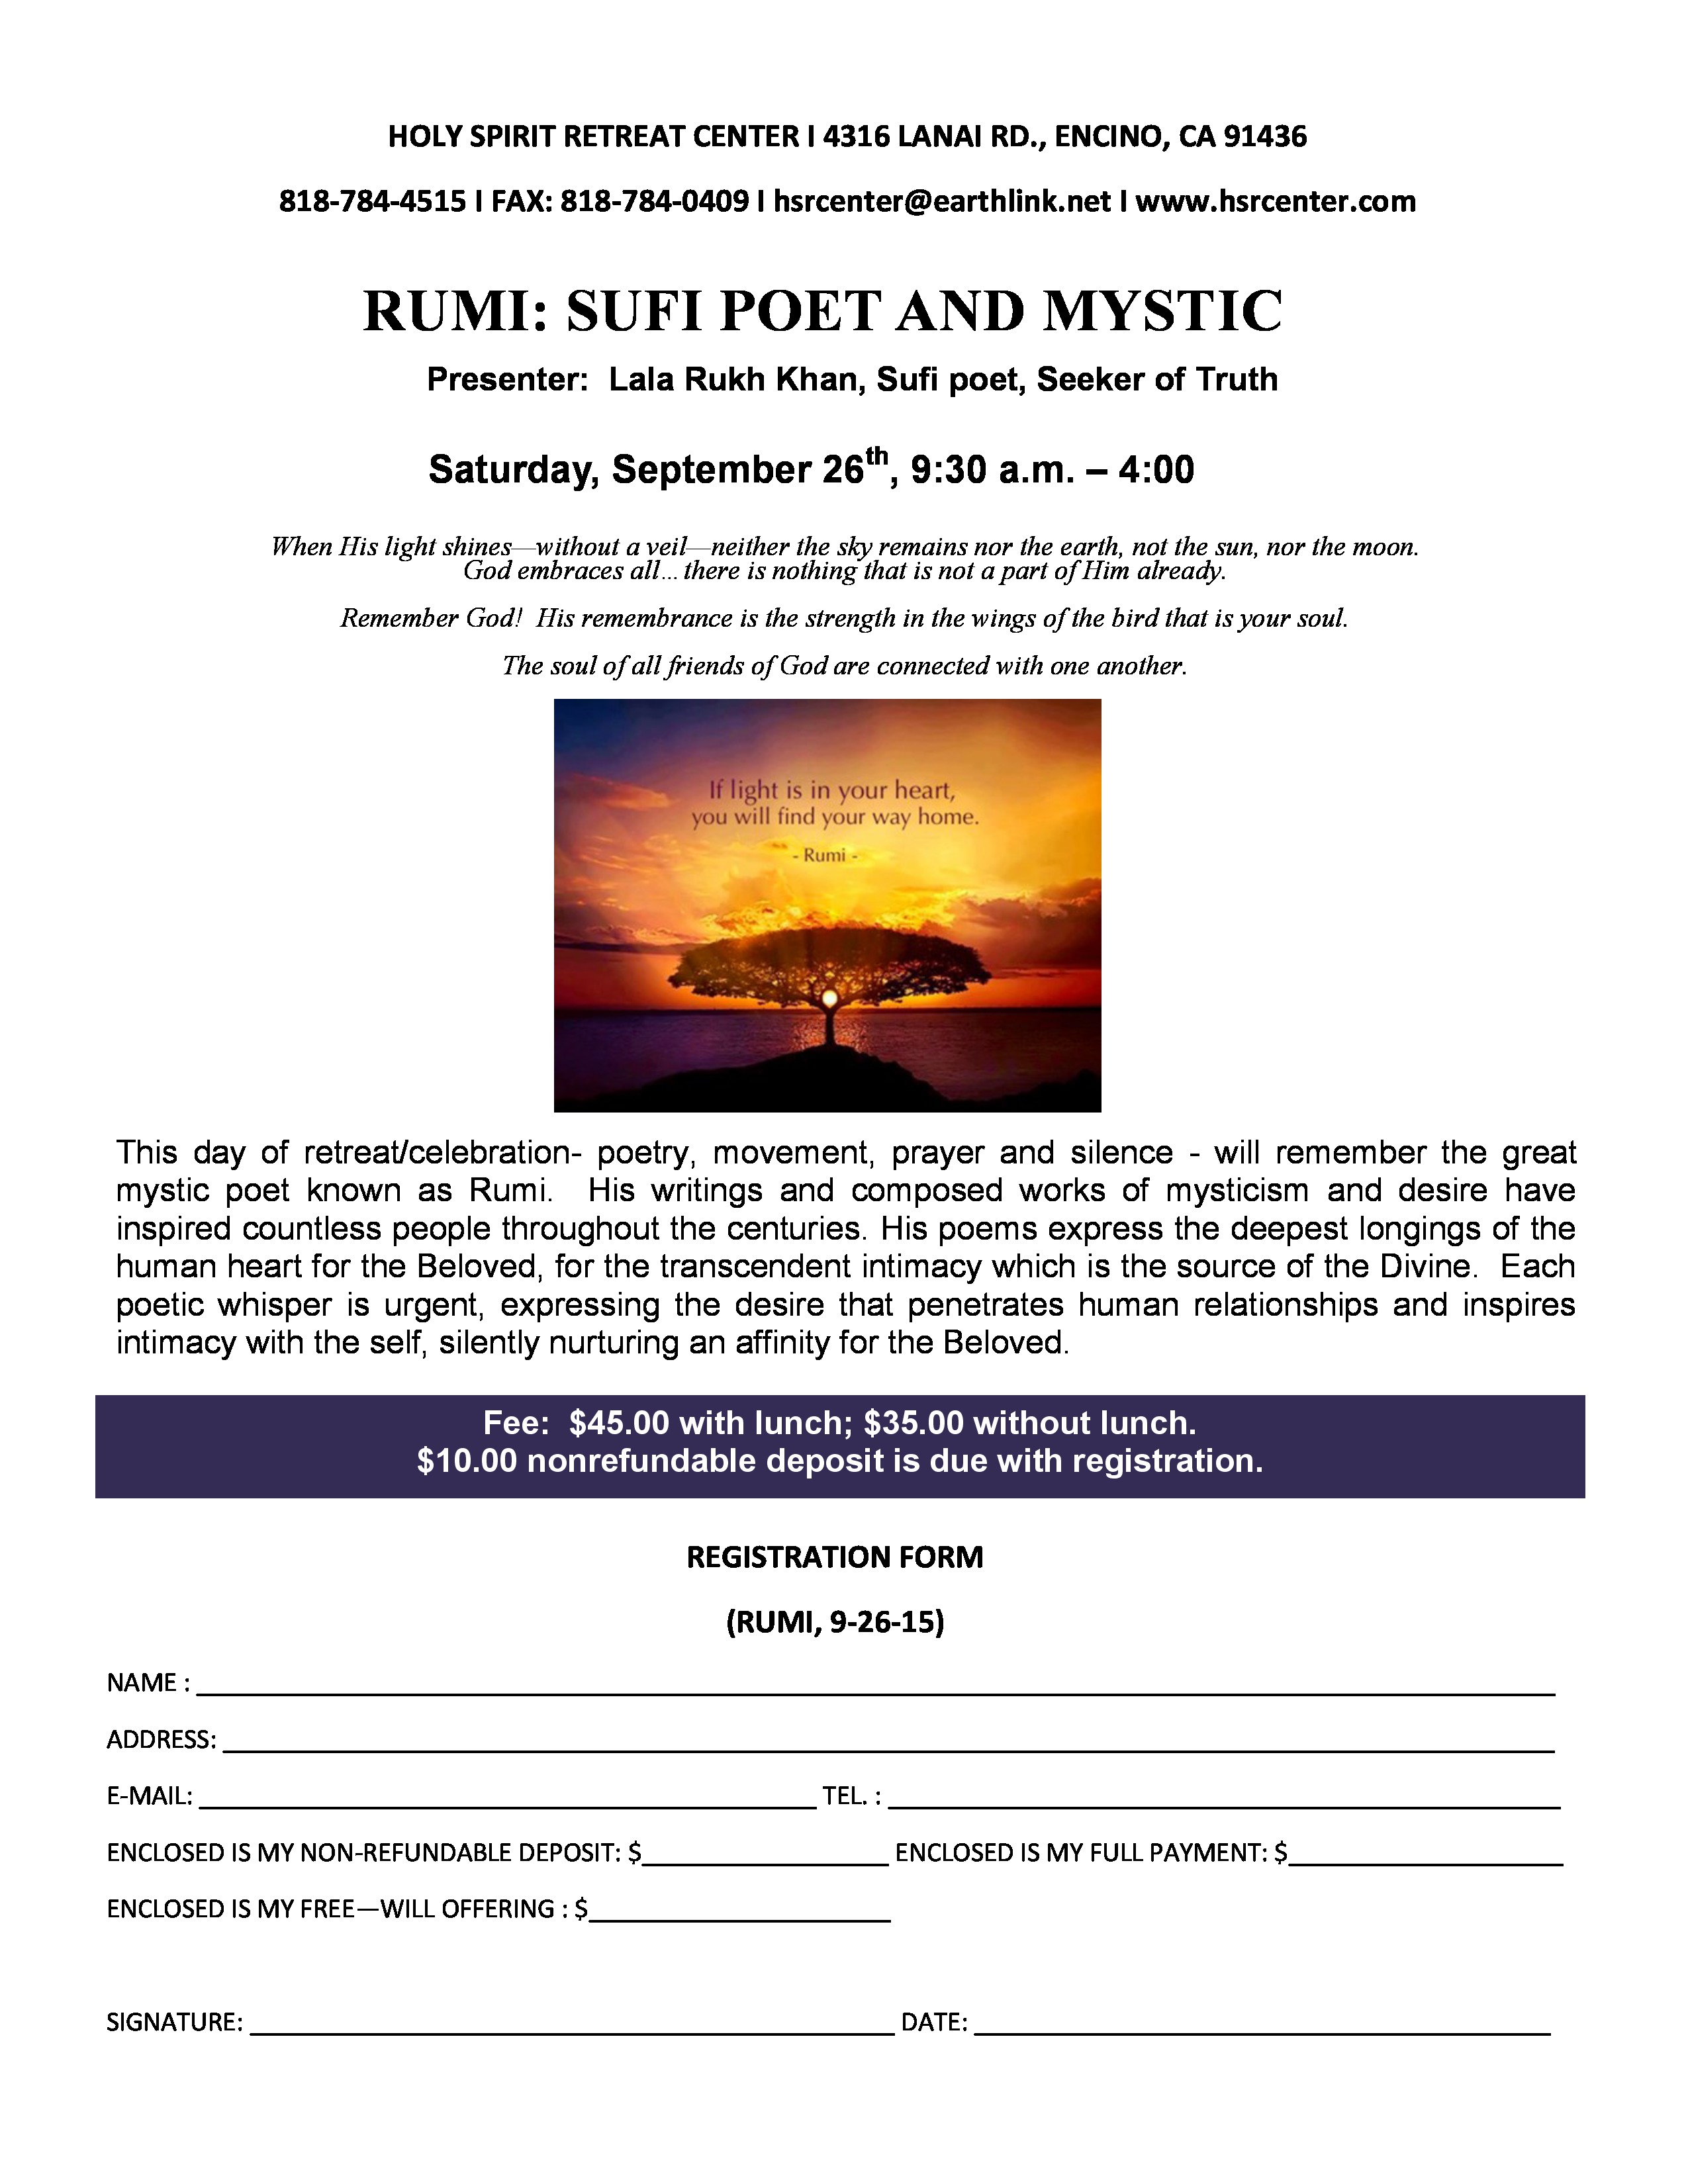 HOLY SPIRIT RETREAT CENTER I 4316 LANAI RD., ENCINO, CA 91436
818-784-4515 I FAX: 818-784-0409 I hsrcenter@earthlink.net I www.hsrcenter.com
RUMI: SUFI POET AND MYSTIC
Presenter:  Lala Rukh Khan, Sufi poet, Seeker of Truth
Saturday, September 26th, 9:30 a.m. – 4:00
When His light shines—without a veil—neither the sky remains nor the earth, not the sun, nor the moon.
God embraces all… there is nothing that is not a part of Him already.
Remember God!  His remembrance is the strength in the wings of the bird that is your soul.
The soul of all friends of God are connected with one another.
If light is in your heart,
you will find your way home.
- Rumi -
This day of retreat/celebration- poetry, movement, prayer and silence - will remember the great
mystic poet known as Rumi.  His writings and composed works of mysticism and desire have
inspired countless people throughout the centuries. His poems express the deepest longings of the
human heart for the Beloved, for the transcendent intimacy which is the source of the Divine.  Each
poetic whisper is urgent, expressing the desire that penetrates human relationships and inspires
intimacy with the self, silently nurturing an affinity for the Beloved.
Fee:  $45.00 with lunch; $35.00 without lunch.
$10.00 nonrefundable deposit is due with registration.
REGISTRATION FORM
(RUMI, 9-26-15)
NAME :
ADDRESS:
E-MAIL: TEL. :
ENCLOSED IS MY NON-REFUNDABLE DEPOSIT: $ ENCLOSED IS MY FULL PAYMENT: $
ENCLOSED IS MY FREE—WILL OFFERING : $
SIGNATURE: DATE: